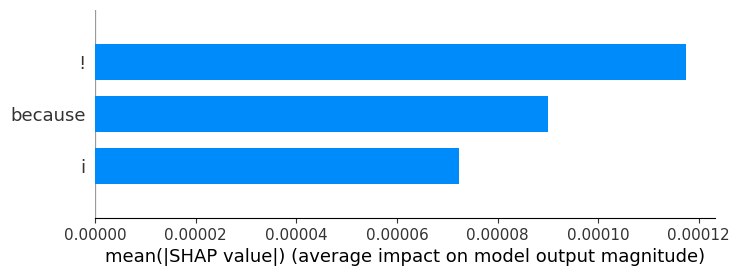 !
because
i
0.00000 0.00002 0.00004 0.00006 0.00008 0.00010 0.00012
mean(|SHAP value|) (average impact on model output magnitude)